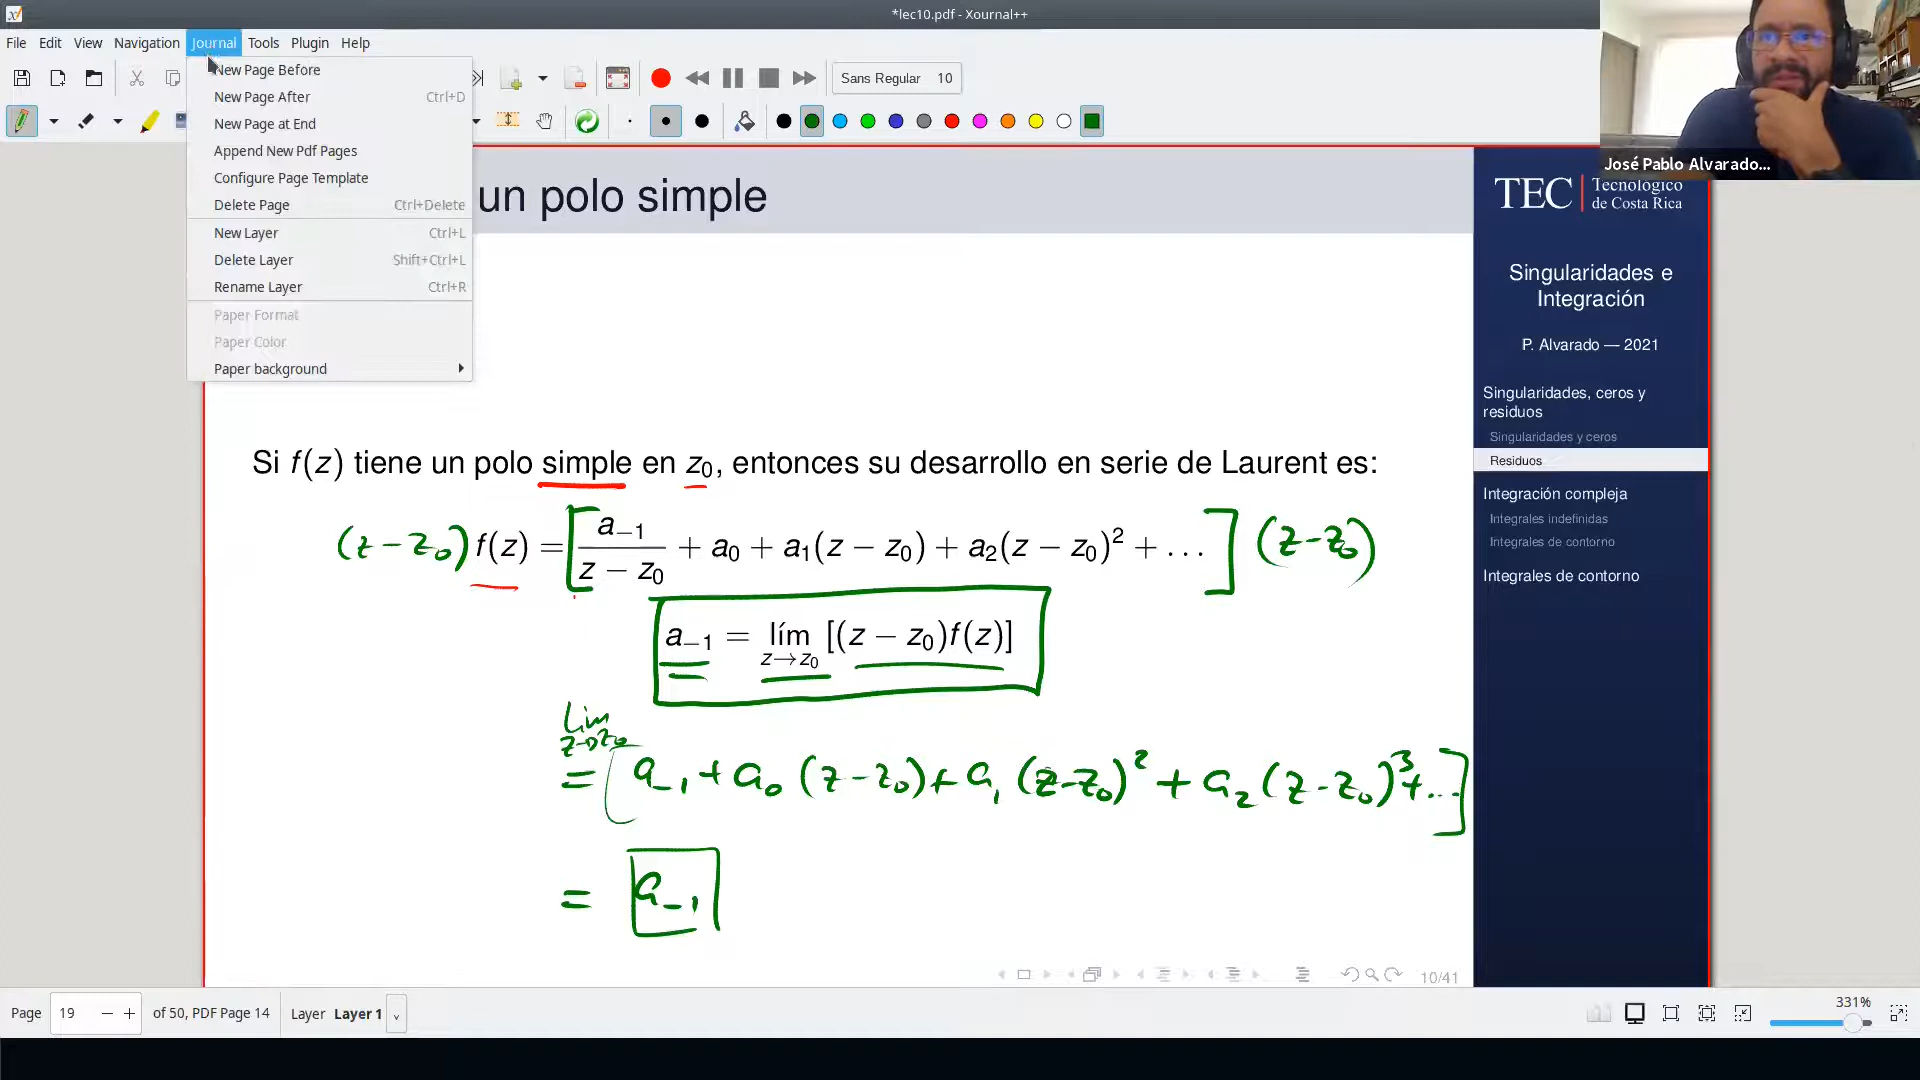 *lec10.pdf - Xournal++
File Edit View Navigation Journal Tools Plugin Help
New Page Before
New Page After Ctrl+D
New Page at End
Append New Pdf Pages
Configure Page Template
Delete Page Ctrl+Delete
New Layer Ctrl+L
Delete Layer Shift+Ctrl+L
Rename Layer Ctrl+R
Paper Format
Paper Color
Paper background
Sans Regular 10
José Pablo Alvarado...
un polo simple
TEC | Tecnológico de Costa Rica
Singularidades e
Integración
P. Alvarado — 2021
Singularidades, ceros y
residuos
Singularidades y ceros
Residuos
Integración compleja
Integrales indefinidas
Integrales de contorno
Integrales de contorno
Si f(z) tiene un polo simple en z₀, entonces su desarrollo en serie de Laurent es:
(z-z₀) f(z) = [a₋₁/(z − z₀) + a₀ + a₁(z − z₀) + a₂(z − z₀)² + ...] (z-z₀)
a₋₁ = lím z→z₀ [(z − z₀)f(z)]
lim z→z₀
= [a₋₁ + a₀ (z-z₀) + a₁ (z-z₀)² + a₂ (z-z₀)³ + ...]
= a₋₁
10/41
Page 19 of 50, PDF Page 14 Layer Layer 1 331%